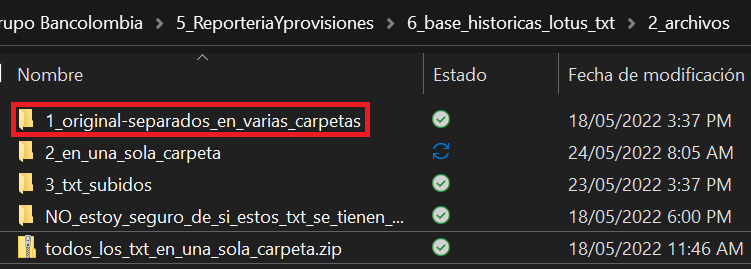 rupo Bancolombia > 5_ReporteriaYprovisiones > 6_base_historicas_lotus_txt > 2_archivos
Nombre Estado Fecha de modificación
1_original-separados_en_varias_carpetas 18/05/2022 3:37 PM
2_en_una_sola_carpeta 24/05/2022 8:05 AM
3_txt_subidos 23/05/2022 3:37 PM
NO_estoy_seguro_de_si_estos_txt_se_tienen_... 18/05/2022 6:00 PM
todos_los_txt_en_una_sola_carpeta.zip 18/05/2022 11:46 AM